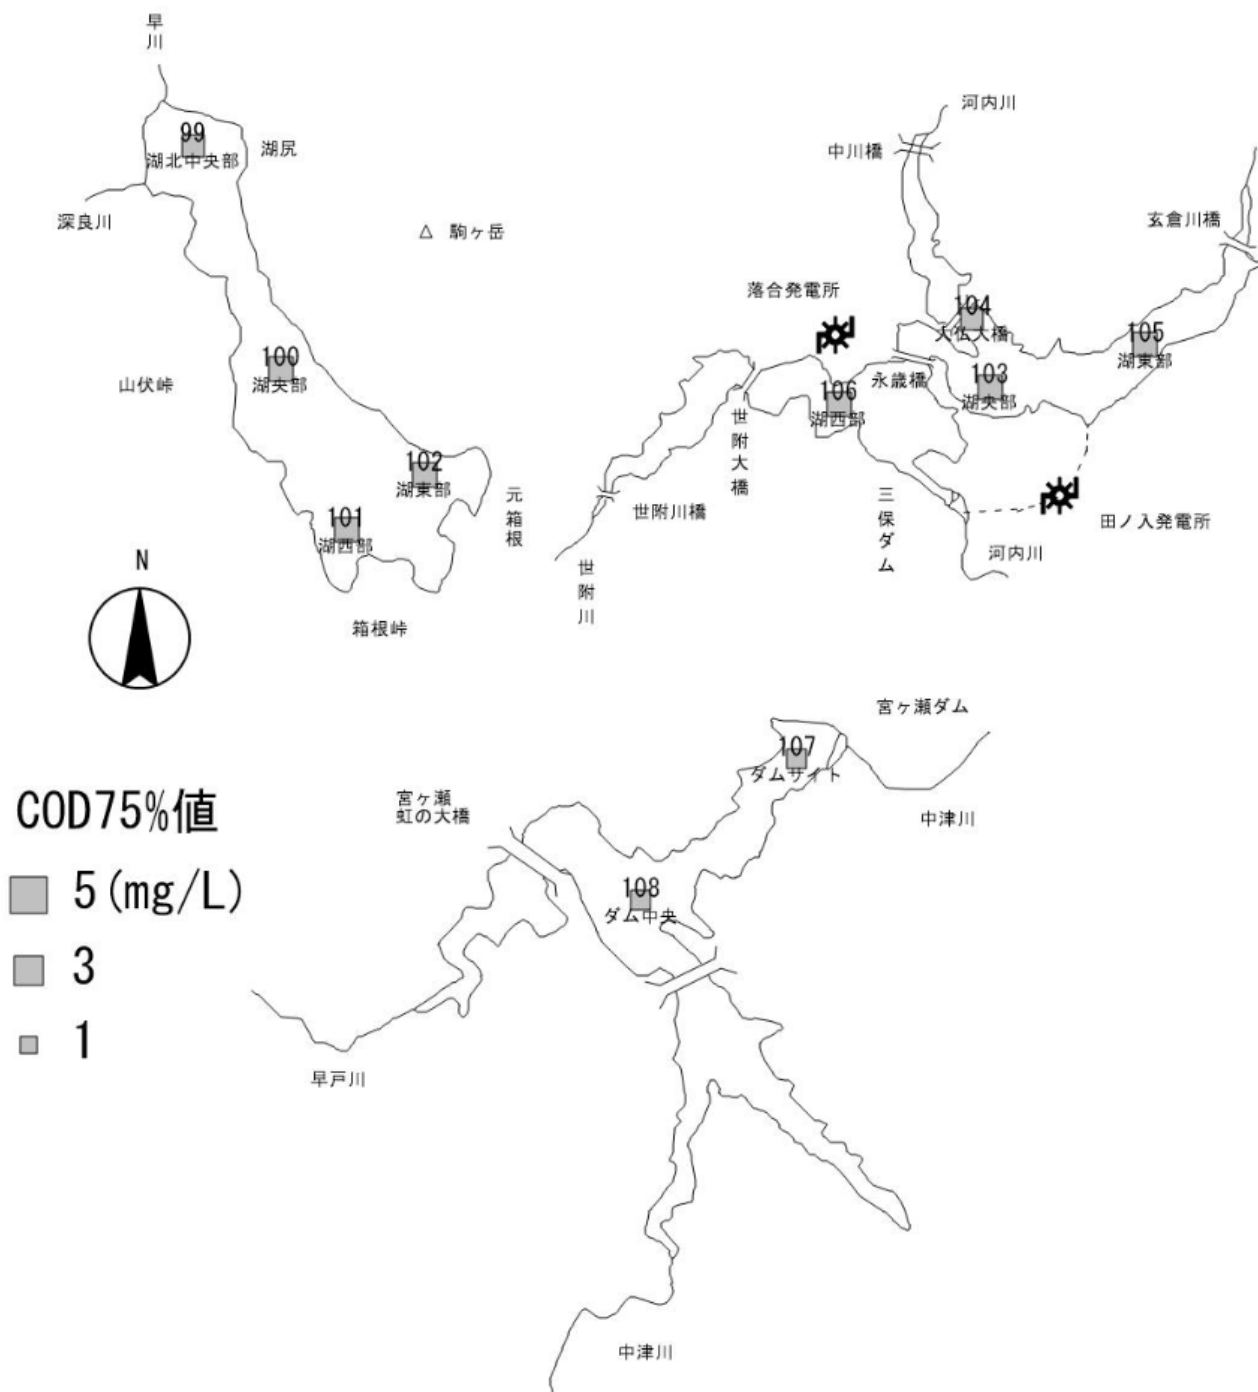 早川
99
湖北中央部
湖尻
深良川
△ 駒ヶ岳
100
湖央部
山伏峠
102
湖東部
101
湖西部
元箱根
箱根峠
N
河内川
中川橋
玄倉川橋
落合発電所
104
大仏大橋
105
湖東部
永歳橋
103
湖央部
106
湖西部
世附大橋
世附川橋
世附川
三保ダム
田ノ入発電所
河内川
宮ヶ瀬ダム
107
ダムサイト
中津川
宮ヶ瀬
虹の大橋
108
ダム中央
早戸川
中津川
COD75%値
5(mg/L)
3
1